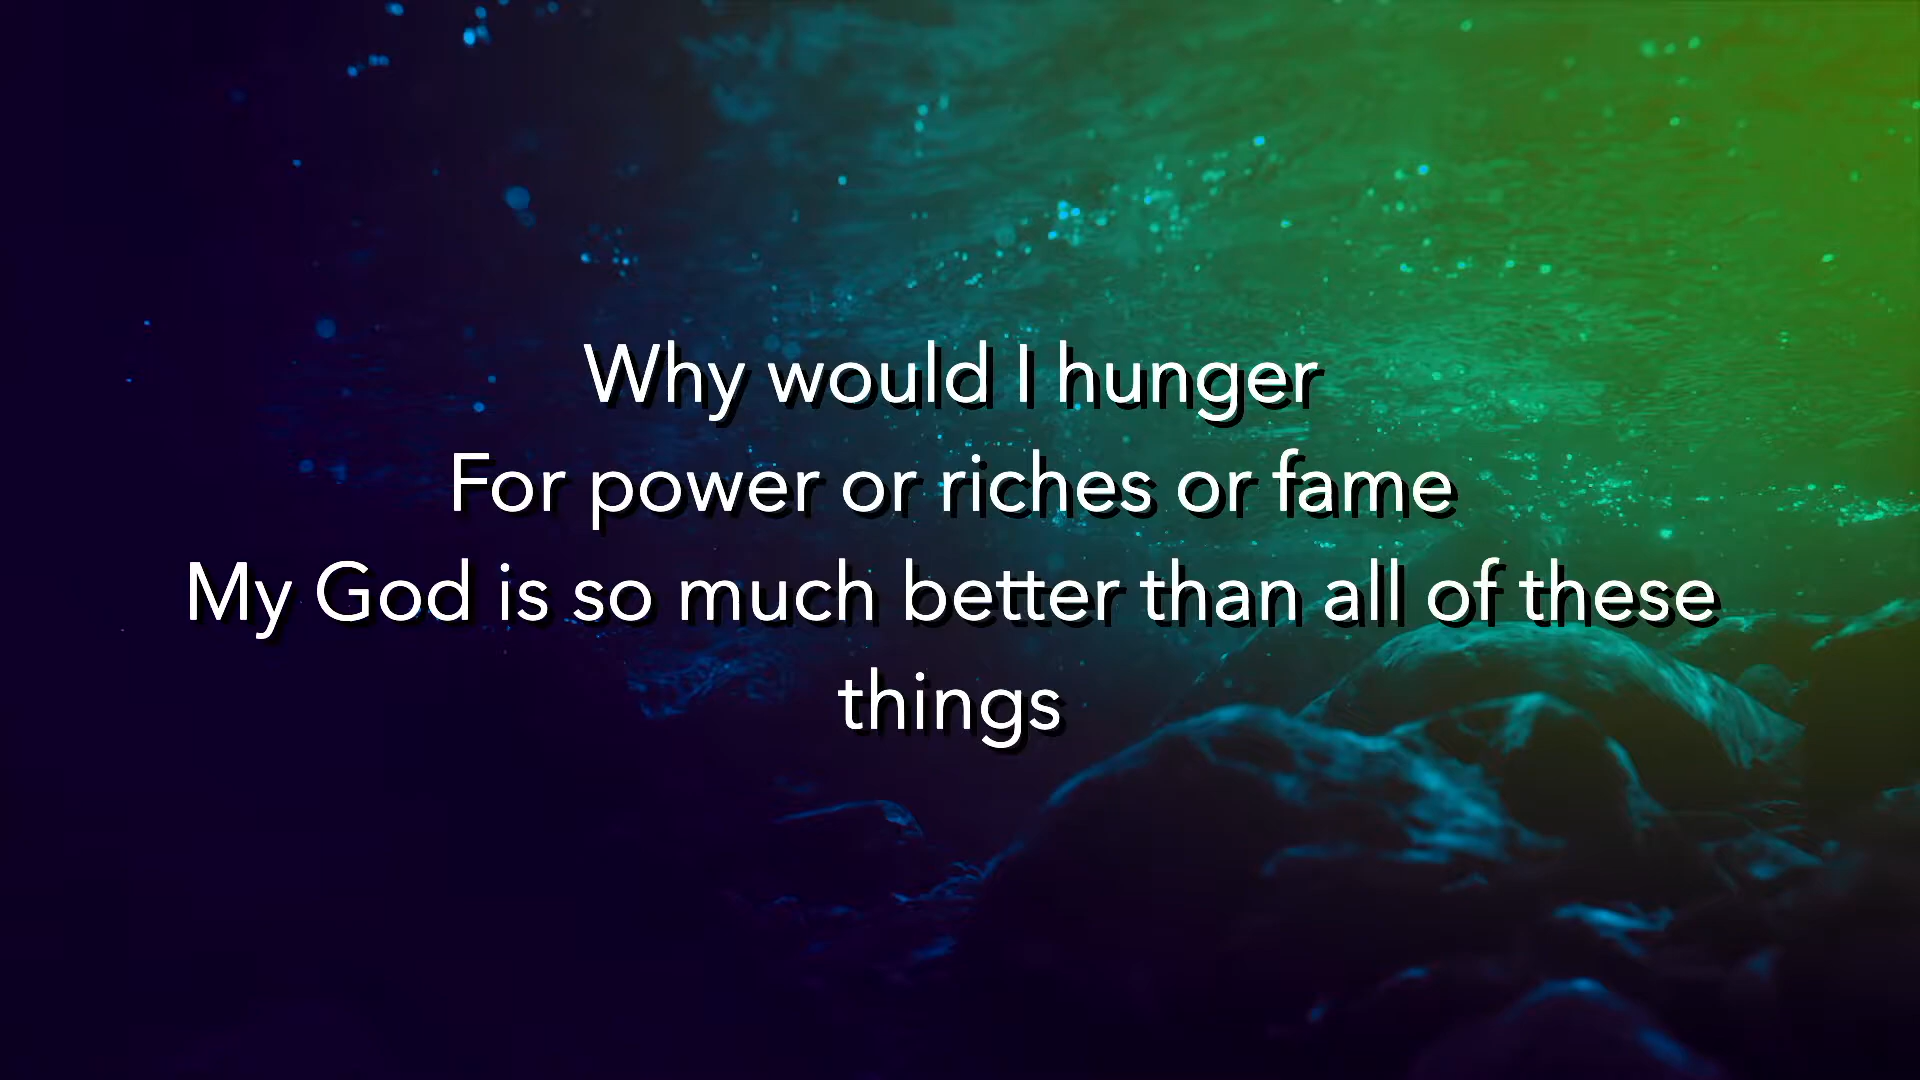 Why would I hunger
For power or riches or fame
My God is so much better than all of these
things